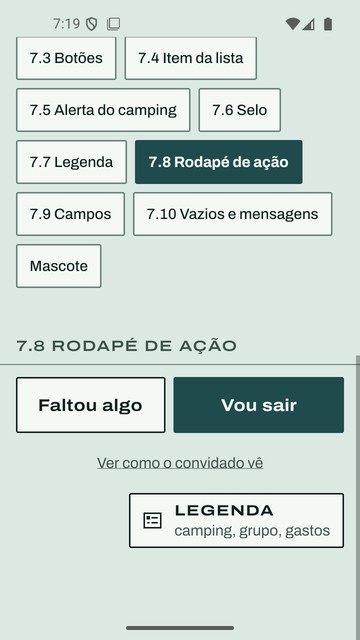 7:19
7.3 Botões
7.4 Item da lista
7.5 Alerta do camping
7.6 Selo
7.7 Legenda
7.8 Rodapé de ação
7.9 Campos
7.10 Vazios e mensagens
Mascote
7.8 RODAPÉ DE AÇÃO
Faltou algo
Vou sair
Ver como o convidado vê
LEGENDA
camping, grupo, gastos